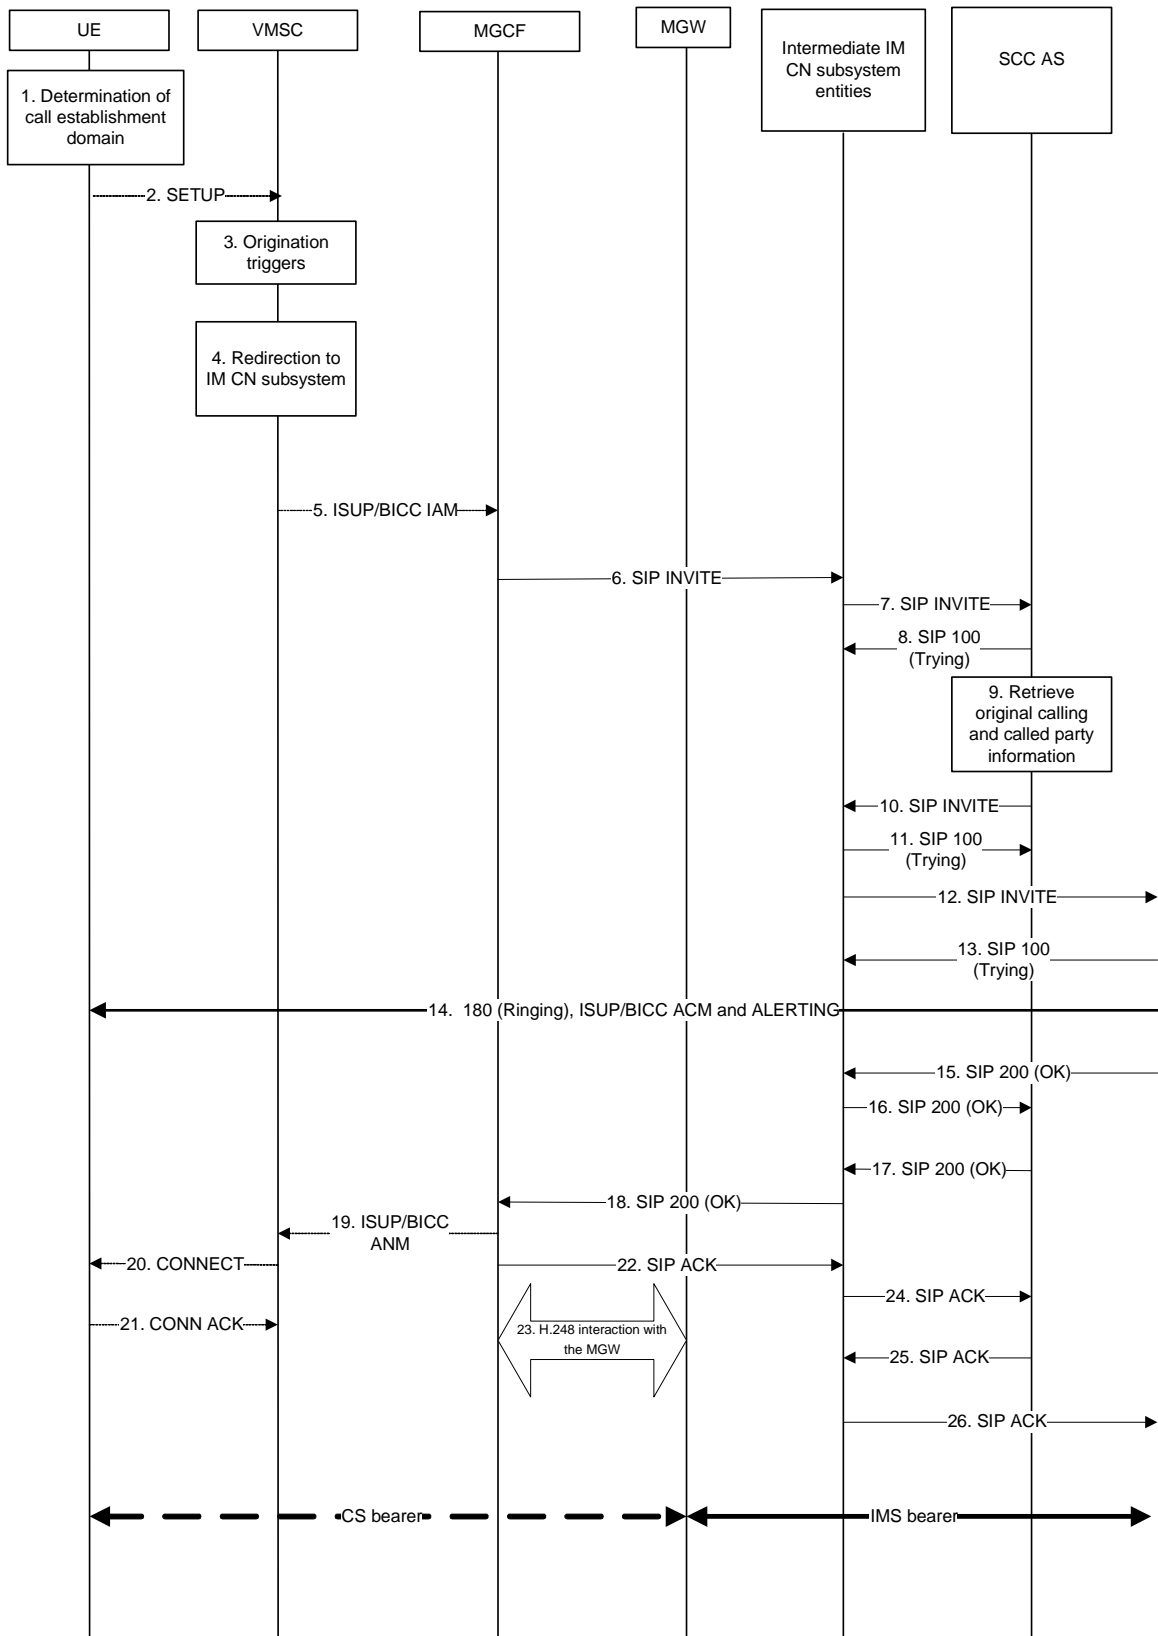 UE
VMSC
MGCF
MGW
Intermediate IM
CN subsystem
entities
SCC AS
1. Determination of
call establishment
domain
2. SETUP
3. Origination
triggers
4. Redirection to
IM CN subsystem
5. ISUP/BICC IAM
6. SIP INVITE
7. SIP INVITE
8. SIP 100
(Trying)
9. Retrieve
original calling
and called party
information
10. SIP INVITE
11. SIP 100
(Trying)
12. SIP INVITE
13. SIP 100
(Trying)
14. 180 (Ringing), ISUP/BICC ACM and ALERTING
15. SIP 200 (OK)
16. SIP 200 (OK)
17. SIP 200 (OK)
18. SIP 200 (OK)
19. ISUP/BICC
ANM
20. CONNECT
22. SIP ACK
24. SIP ACK
21. CONN ACK
23. H.248 interaction with
the MGW
25. SIP ACK
26. SIP ACK
CS bearer
IMS bearer